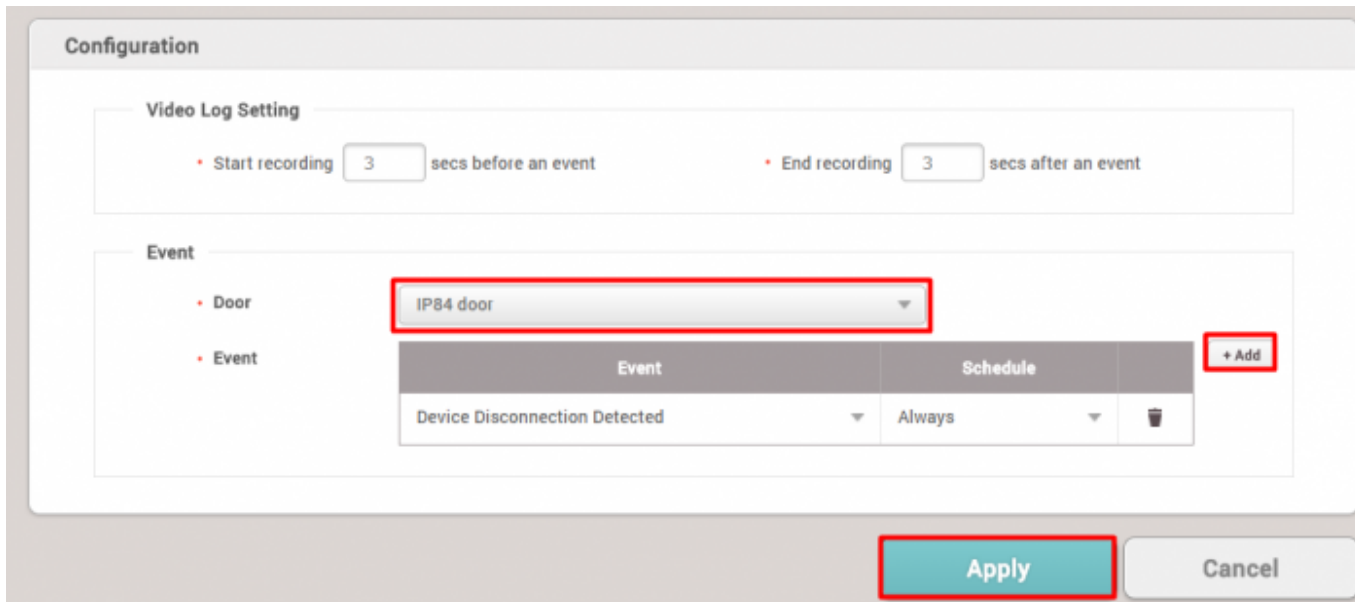 Configuration
Video Log Setting
• Start recording 3 secs before an event • End recording 3 secs after an event
Event
• Door IP84 door
• Event Event Schedule + Add
Device Disconnection Detected Always
Apply Cancel